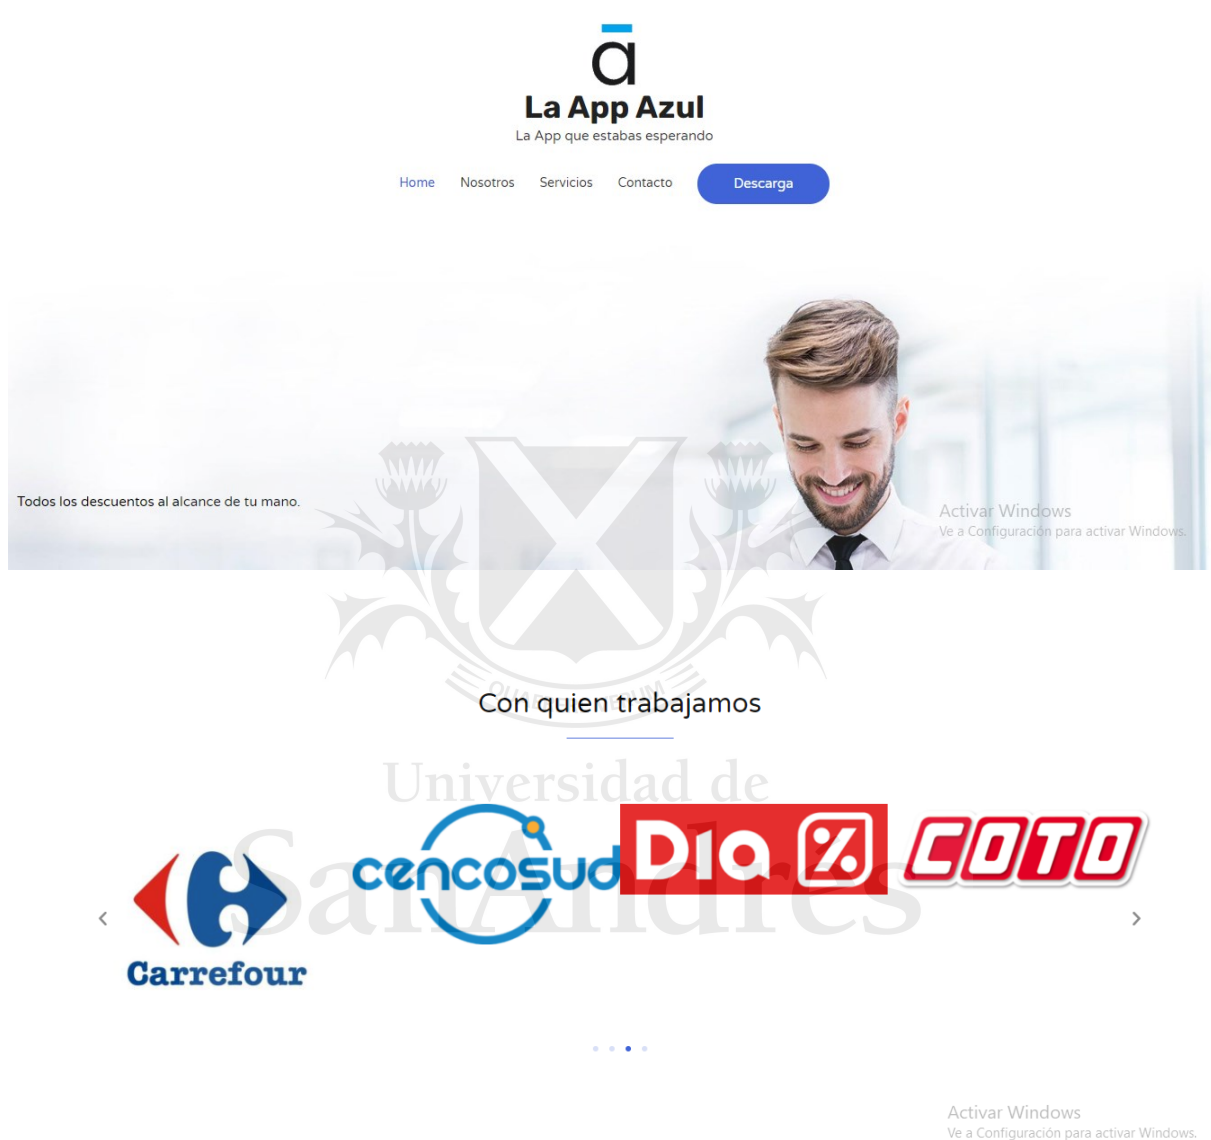 ā
La App Azul
La App que estabas esperando
Home Nosotros Servicios Contacto Descarga
Todos los descuentos al alcance de tu mano.
Activar Windows
Ve a Configuración para activar Windows.
Con quien trabajamos
Universidad de
SanAndrés
Carrefour
cencosud
Dia %
COTO
Activar Windows
Ve a Configuración para activar Windows.